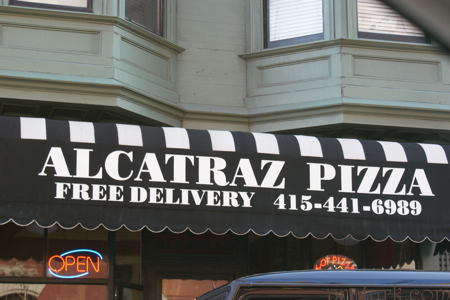 ALCATRAZ PIZZA
FREE DELIVERY 415-441-6989
OPEN